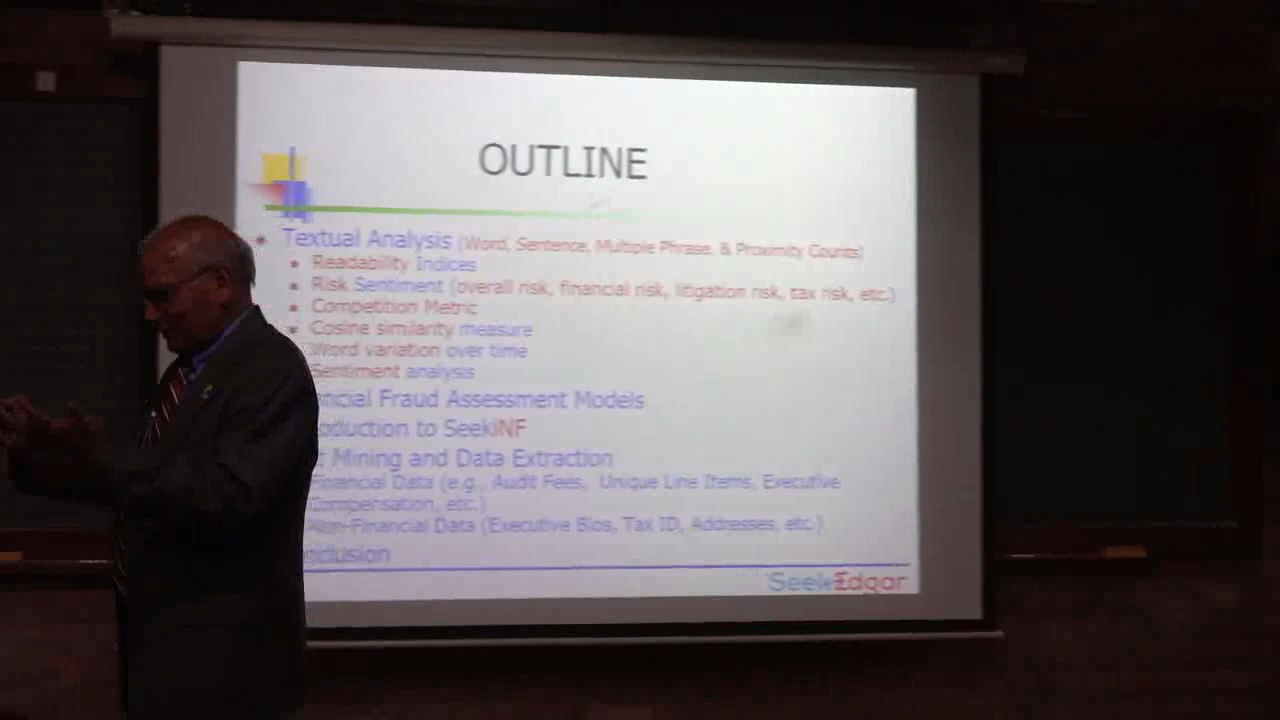 OUTLINE
Textual Analysis (Word, Sentence, Multiple Phrase, & Proximity Counts)
Readability Indices
Risk Sentiment (overall risk, financial risk, litigation risk, tax risk, etc.)
Competition Metric
Cosine similarity measure
Word variation over time
Sentiment analysis
ncial Fraud Assessment Models
oduction to SeekiNF
t Mining and Data Extraction
Financial Data (e.g., Audit Fees, Unique Line Items, Executive
Compensation, etc.)
Non-Financial Data (Executive Bios, Tax ID, Addresses, etc.)
nclusion
SeekEdgar